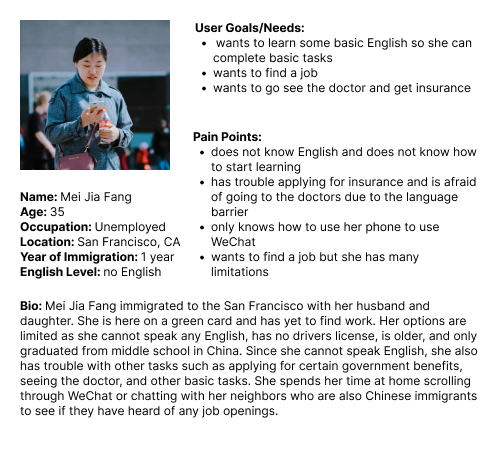 User Goals/Needs:
• wants to learn some basic English so she can
complete basic tasks
• wants to find a job
• wants to go see the doctor and get insurance
Pain Points:
• does not know English and does not know how
to start learning
• has trouble applying for insurance and is afraid
of going to the doctors due to the language
barrier
• only knows how to use her phone to use
WeChat
• wants to find a job but she has many
limitations
Name: Mei Jia Fang
Age: 35
Occupation: Unemployed
Location: San Francisco, CA
Year of Immigration: 1 year
English Level: no English
Bio: Mei Jia Fang immigrated to the San Francisco with her husband and
daughter. She is here on a green card and has yet to find work. Her options are
limited as she cannot speak any English, has no drivers license, is older, and only
graduated from middle school in China. Since she cannot speak English, she also
has trouble with other tasks such as applying for certain government benefits,
seeing the doctor, and other basic tasks. She spends her time at home scrolling
through WeChat or chatting with her neighbors who are also Chinese immigrants
to see if they have heard of any job openings.